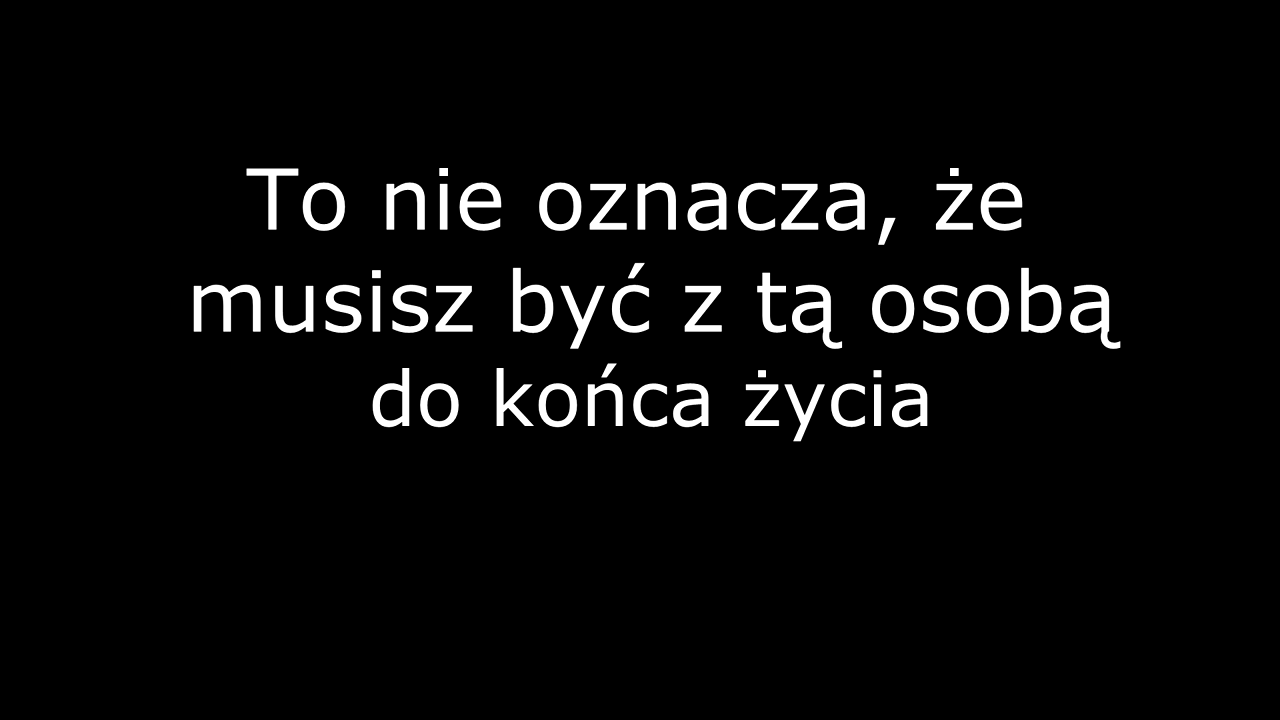 To nie oznacza, że
musisz być z tą osobą
do końca życia